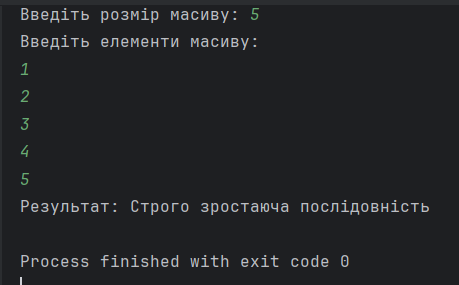 Введіть розмір масиву: 5
Введіть елементи масиву:
1
2
3
4
5
Результат: Строго зростаюча послідовність
Process finished with exit code 0